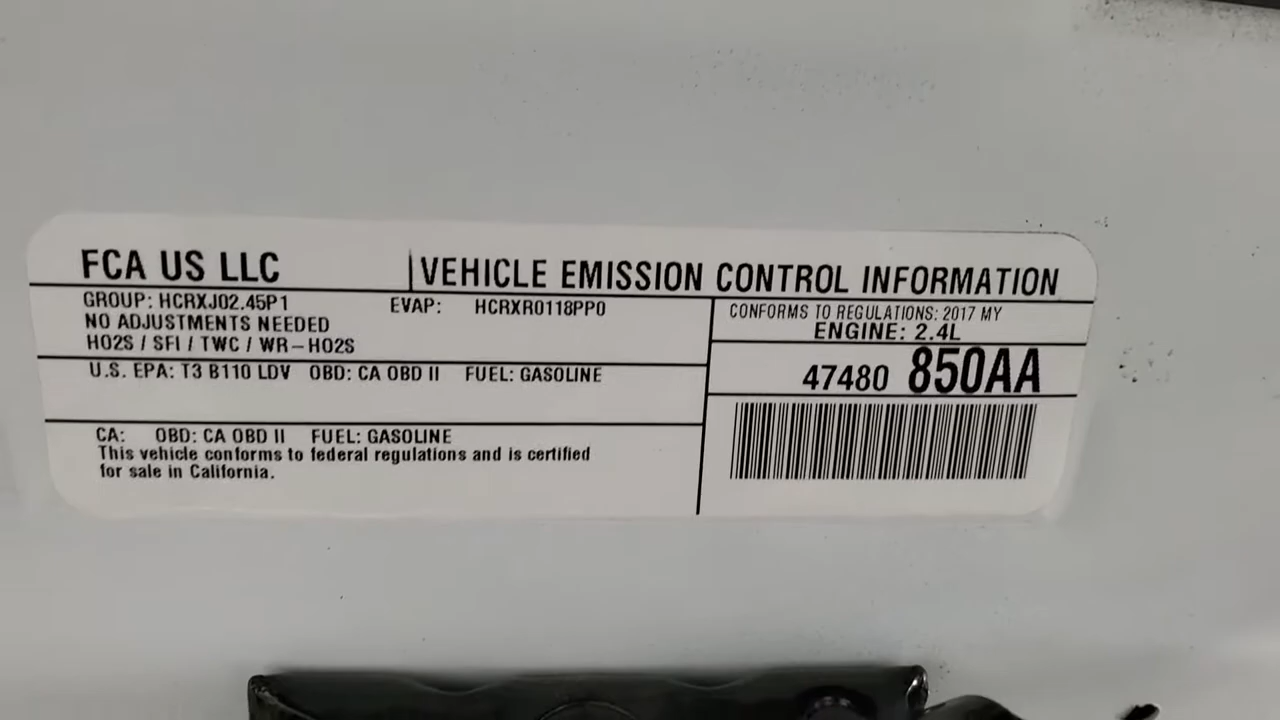 FCA US LLC
VEHICLE EMISSION CONTROL INFORMATION
GROUP: HCRXJ02.45P1 EVAP: HCRXR0118PP0
NO ADJUSTMENTS NEEDED
HO2S / SFI / TWC / WR-HO2S
U.S. EPA: T3 B110 LDV OBD: CA OBD II FUEL: GASOLINE
CA: OBD: CA OBD II FUEL: GASOLINE
This vehicle conforms to federal regulations and is certified
for sale in California.
CONFORMS TO REGULATIONS: 2017 MY
ENGINE: 2.4L
47480 850AA